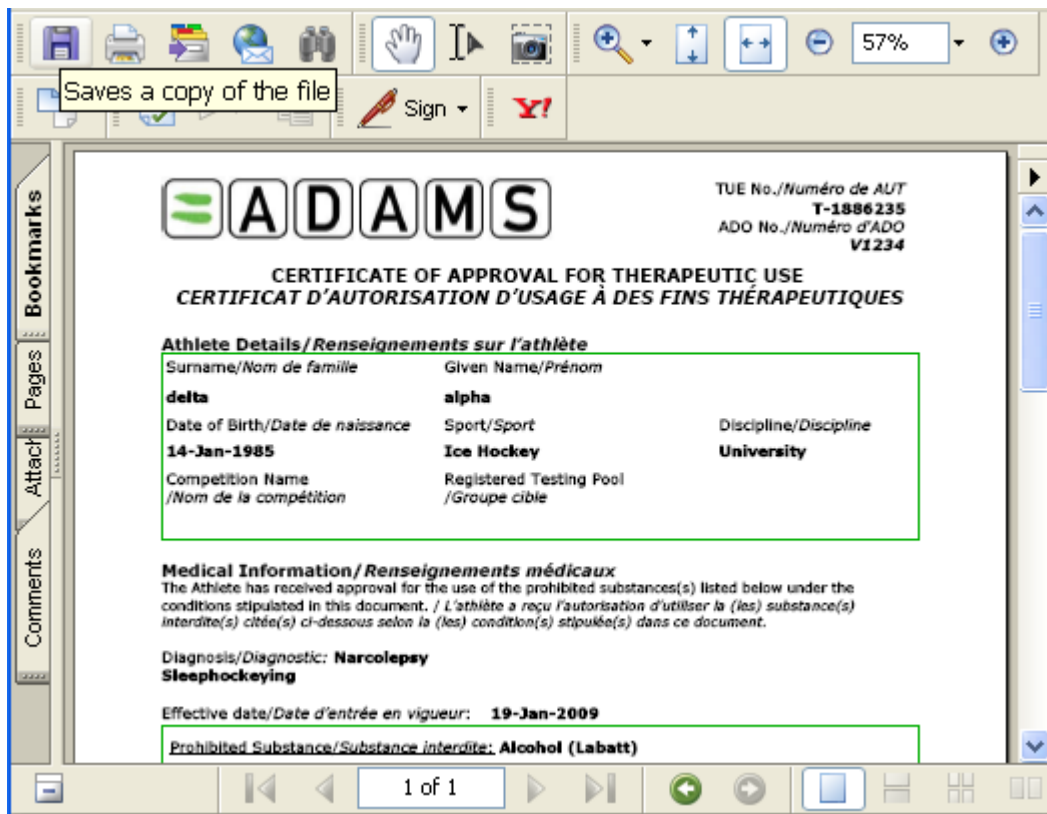 57%
Saves a copy of the file
Sign
Y!
Bookmarks
Pages
Attach
Comments
ADAMS
TUE No./Numéro de AUT
T-1886235
ADO No./Numéro d'ADO
V1234
CERTIFICATE OF APPROVAL FOR THERAPEUTIC USE
CERTIFICAT D'AUTORISATION D'USAGE À DES FINS THÉRAPEUTIQUES
Athlete Details/Renseignements sur l'athlète
Surname/Nom de famille Given Name/Prénom
delta alpha
Date of Birth/Date de naissance Sport/Sport Discipline/Discipline
14-Jan-1985 Ice Hockey University
Competition Name Registered Testing Pool
/Nom de la compétition /Groupe cible
Medical Information/Renseignements médicaux
The Athlete has received approval for the use of the prohibited substances(s) listed below under the
conditions stipulated in this document. / L'athlète a reçu l'autorisation d'utiliser la (les) substance(s)
interdite(s) citée(s) ci-dessous selon la (les) condition(s) stipulée(s) dans ce document.
Diagnosis/Diagnostic: Narcolepsy
Sleephockeying
Effective date/Date d'entrée en vigueur: 19-Jan-2009
Prohibited Substance/Substance interdite: Alcohol (Labatt)
1 of 1